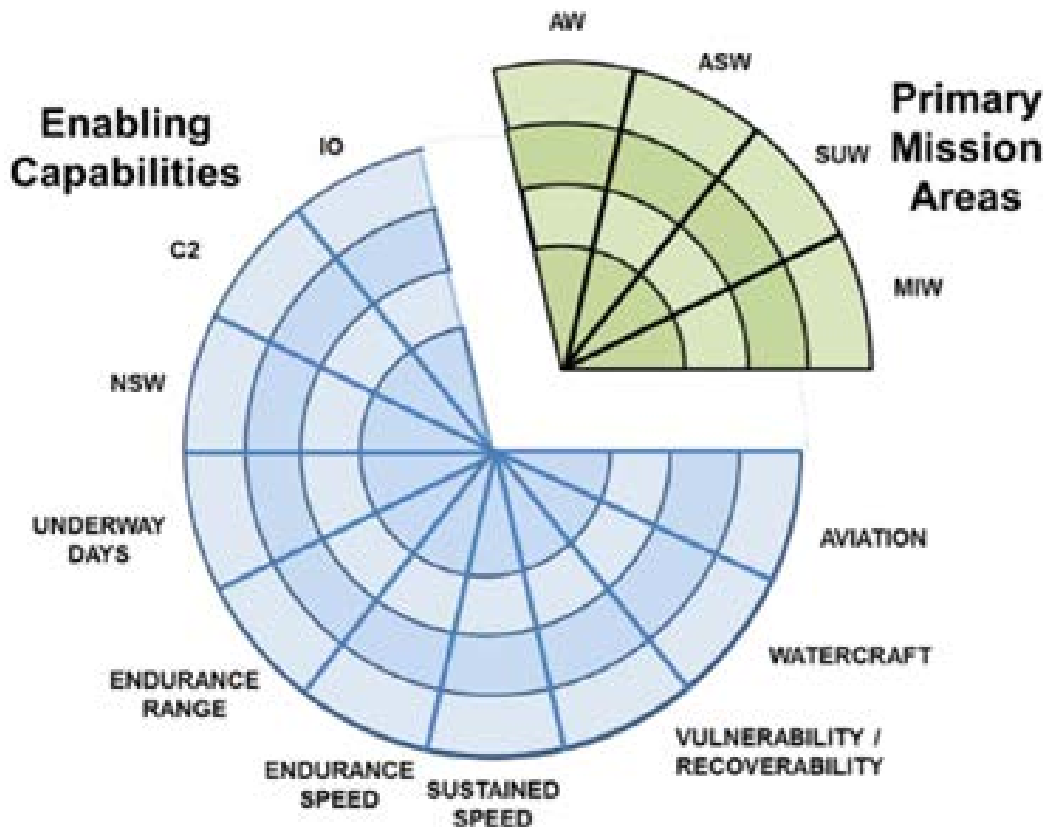 AW
ASW
Primary
Mission
Areas
SUW
MIW
Enabling
Capabilities
IO
C2
NSW
UNDERWAY
DAYS
ENDURANCE
RANGE
ENDURANCE
SPEED
SUSTAINED
SPEED
VULNERABILITY /
RECOVERABILITY
WATERCRAFT
AVIATION